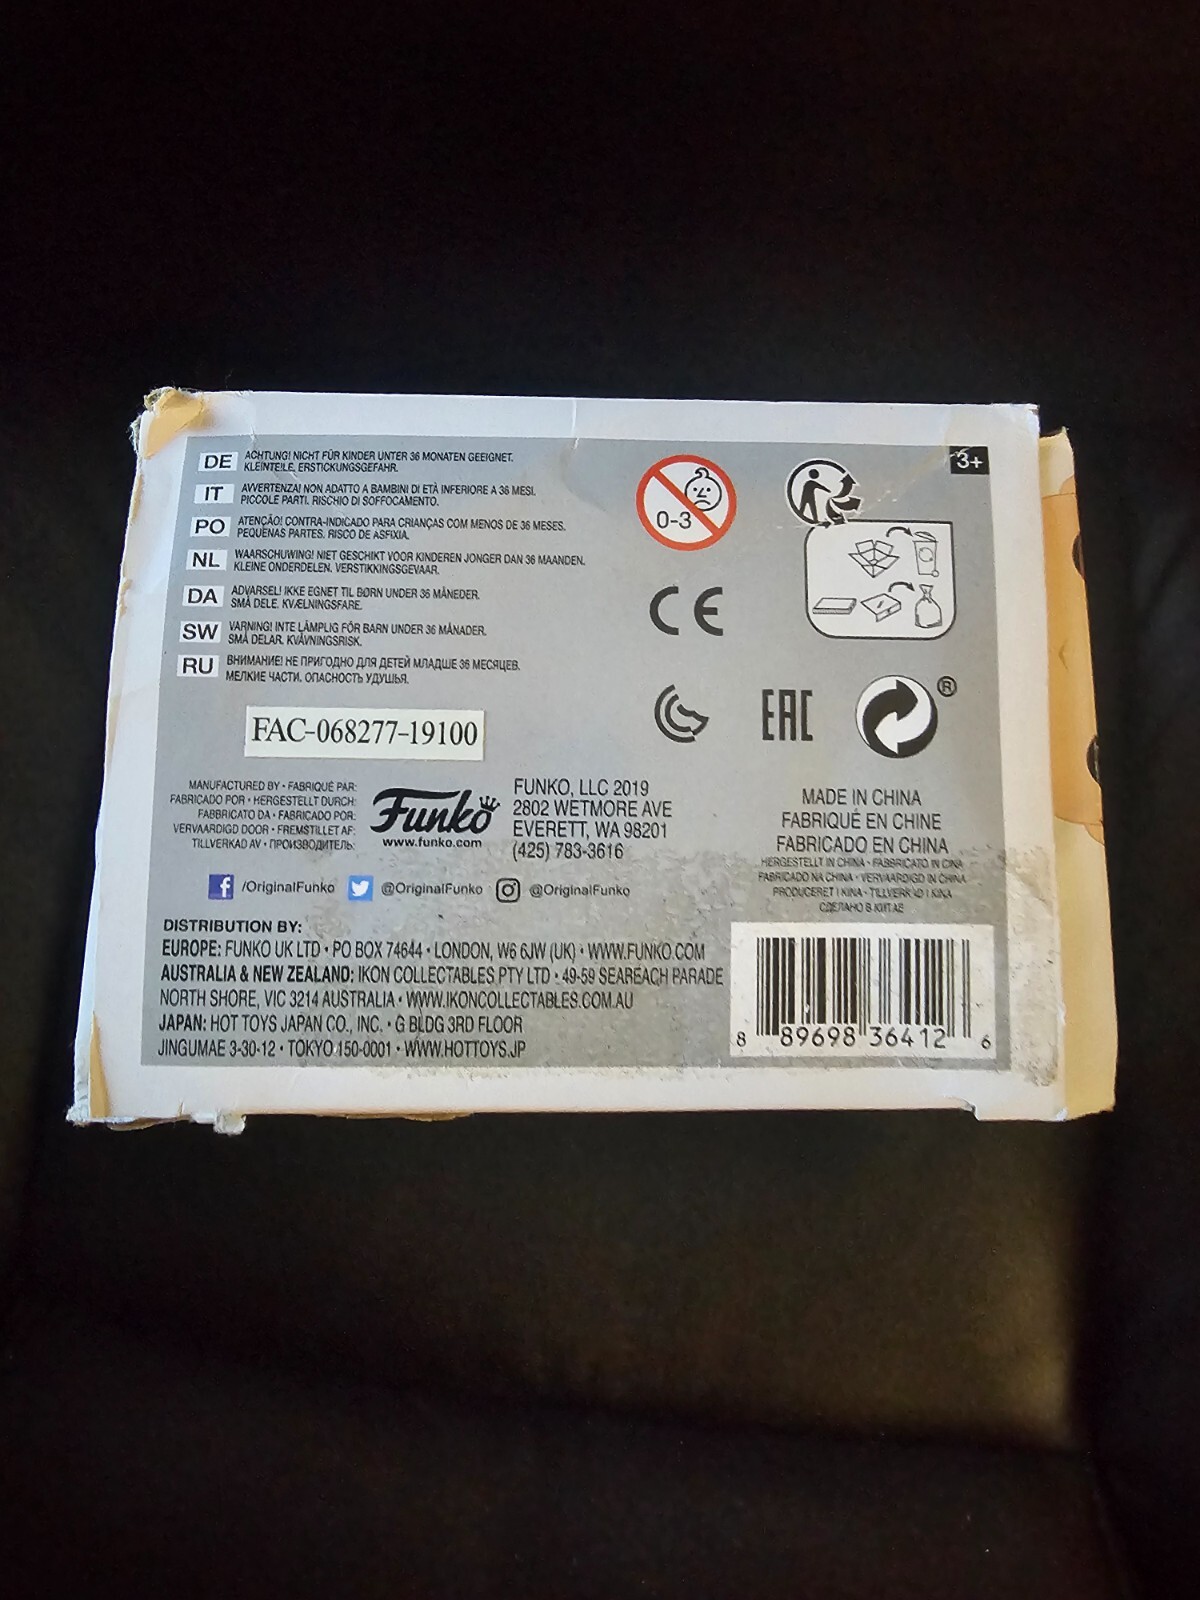 DE ACHTUNG! NICHT FÜR KINDER UNTER 36 MONATEN GEEIGNET.
KLEINTEILE. ERSTICKUNGSGEFAHR.
IT AVVERTENZA! NON ADATTO A BAMBINI DI ETÀ INFERIORE A 36 MESI.
PICCOLE PARTI. RISCHIO DI SOFFOCAMENTO.
PO ATENÇÃO! CONTRA-INDICADO PARA CRIANÇAS COM MENOS DE 36 MESES.
PEQUENAS PARTES. RISCO DE ASFIXIA.
NL WAARSCHUWING! NIET GESCHIKT VOOR KINDEREN JONGER DAN 36 MAANDEN.
KLEINE ONDERDELEN. VERSTIKKINGSGEVAAR.
DA ADVARSEL! IKKE EGNET TIL BØRN UNDER 36 MÅNEDER.
SMÅ DELE. KVÆLNINGSFARE.
SW VARNING! INTE LÄMPLIG FÖR BARN UNDER 36 MÅNADER.
SMÅ DELAR. KVÄVNINGSRISK.
RU ВНИМАНИЕ! НЕ ПРИГОДНО ДЛЯ ДЕТЕЙ МЛАДШЕ 36 МЕСЯЦЕВ.
МЕЛКИЕ ЧАСТИ. ОПАСНОСТЬ УДУШЬЯ.
0-3
3+
CE
EAC
®
FAC-068277-19100
MANUFACTURED BY • FABRIQUÉ PAR:
FABRICADO POR • HERGESTELLT DURCH:
FABBRICATO DA • FABRICADO POR:
VERVAARDIGD DOOR • FREMSTILLET AF:
TILLVERKAD AV • ПРОИЗВОДИТЕЛЬ:
Funko
www.funko.com
FUNKO, LLC 2019
2802 WETMORE AVE
EVERETT, WA 98201
(425) 783-3616
MADE IN CHINA
FABRIQUÉ EN CHINE
FABRICADO EN CHINA
HERGESTELLT IN CHINA • FABBRICATO IN CINA
FABRICADO NA CHINA • VERVAARDIGD IN CHINA
PRODUCERET I KINA • TILLVERKAD I KINA
СДЕЛАНО В КИТАЕ
/OriginalFunko @OriginalFunko @OriginalFunko
DISTRIBUTION BY:
EUROPE: FUNKO UK LTD • PO BOX 74644 • LONDON, W6 6JW (UK) • WWW.FUNKO.COM
AUSTRALIA & NEW ZEALAND: IKON COLLECTABLES PTY LTD • 49-59 SEAREACH PARADE
NORTH SHORE, VIC 3214 AUSTRALIA • WWW.IKONCOLLECTABLES.COM.AU
JAPAN: HOT TOYS JAPAN CO., INC. • G BLDG 3RD FLOOR
JINGUMAE 3-30-12 • TOKYO 150-0001 • WWW.HOTTOYS.JP
8 89698 36412 6